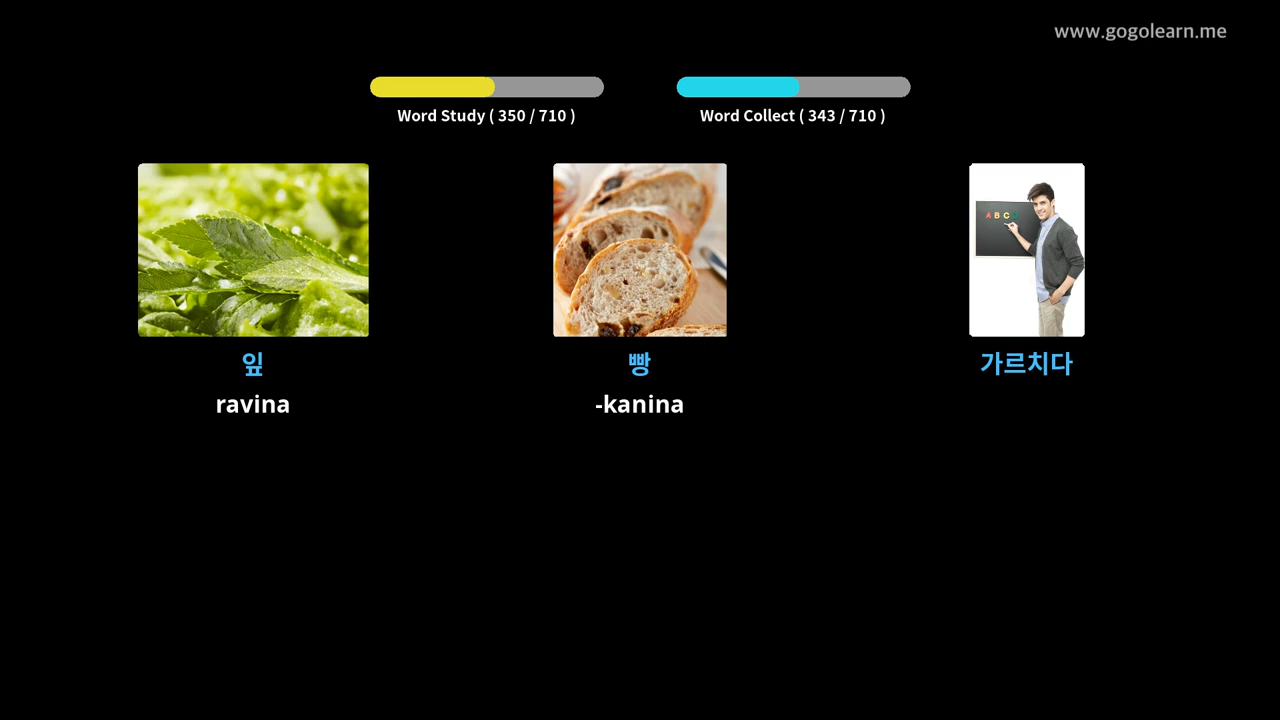 www.gogolearn.me
Word Study ( 350 / 710 )
Word Collect ( 343 / 710 )
A B C D
잎
빵
가르치다
ravina
-kanina